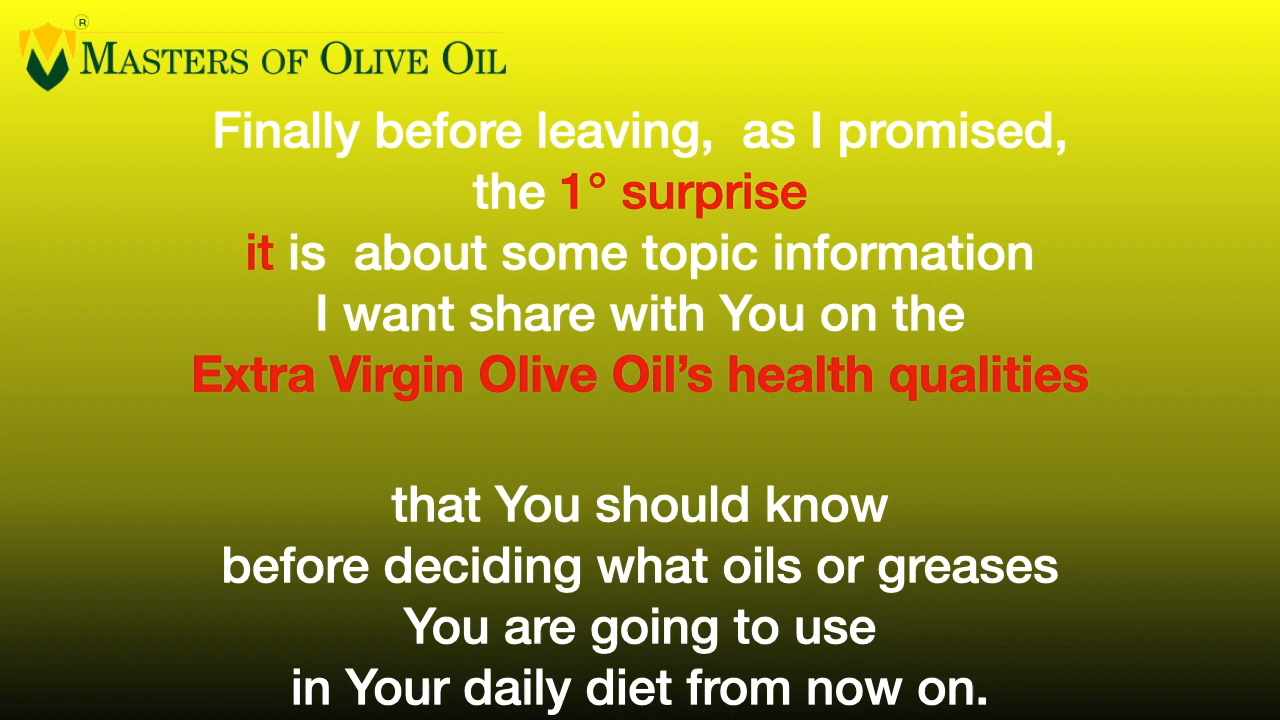 ®
MASTERS OF OLIVE OIL
Finally before leaving,  as I promised,
the 1° surprise
it is  about some topic information
I want share with You on the
Extra Virgin Olive Oil’s health qualities
that You should know
before deciding what oils or greases
You are going to use
in Your daily diet from now on.